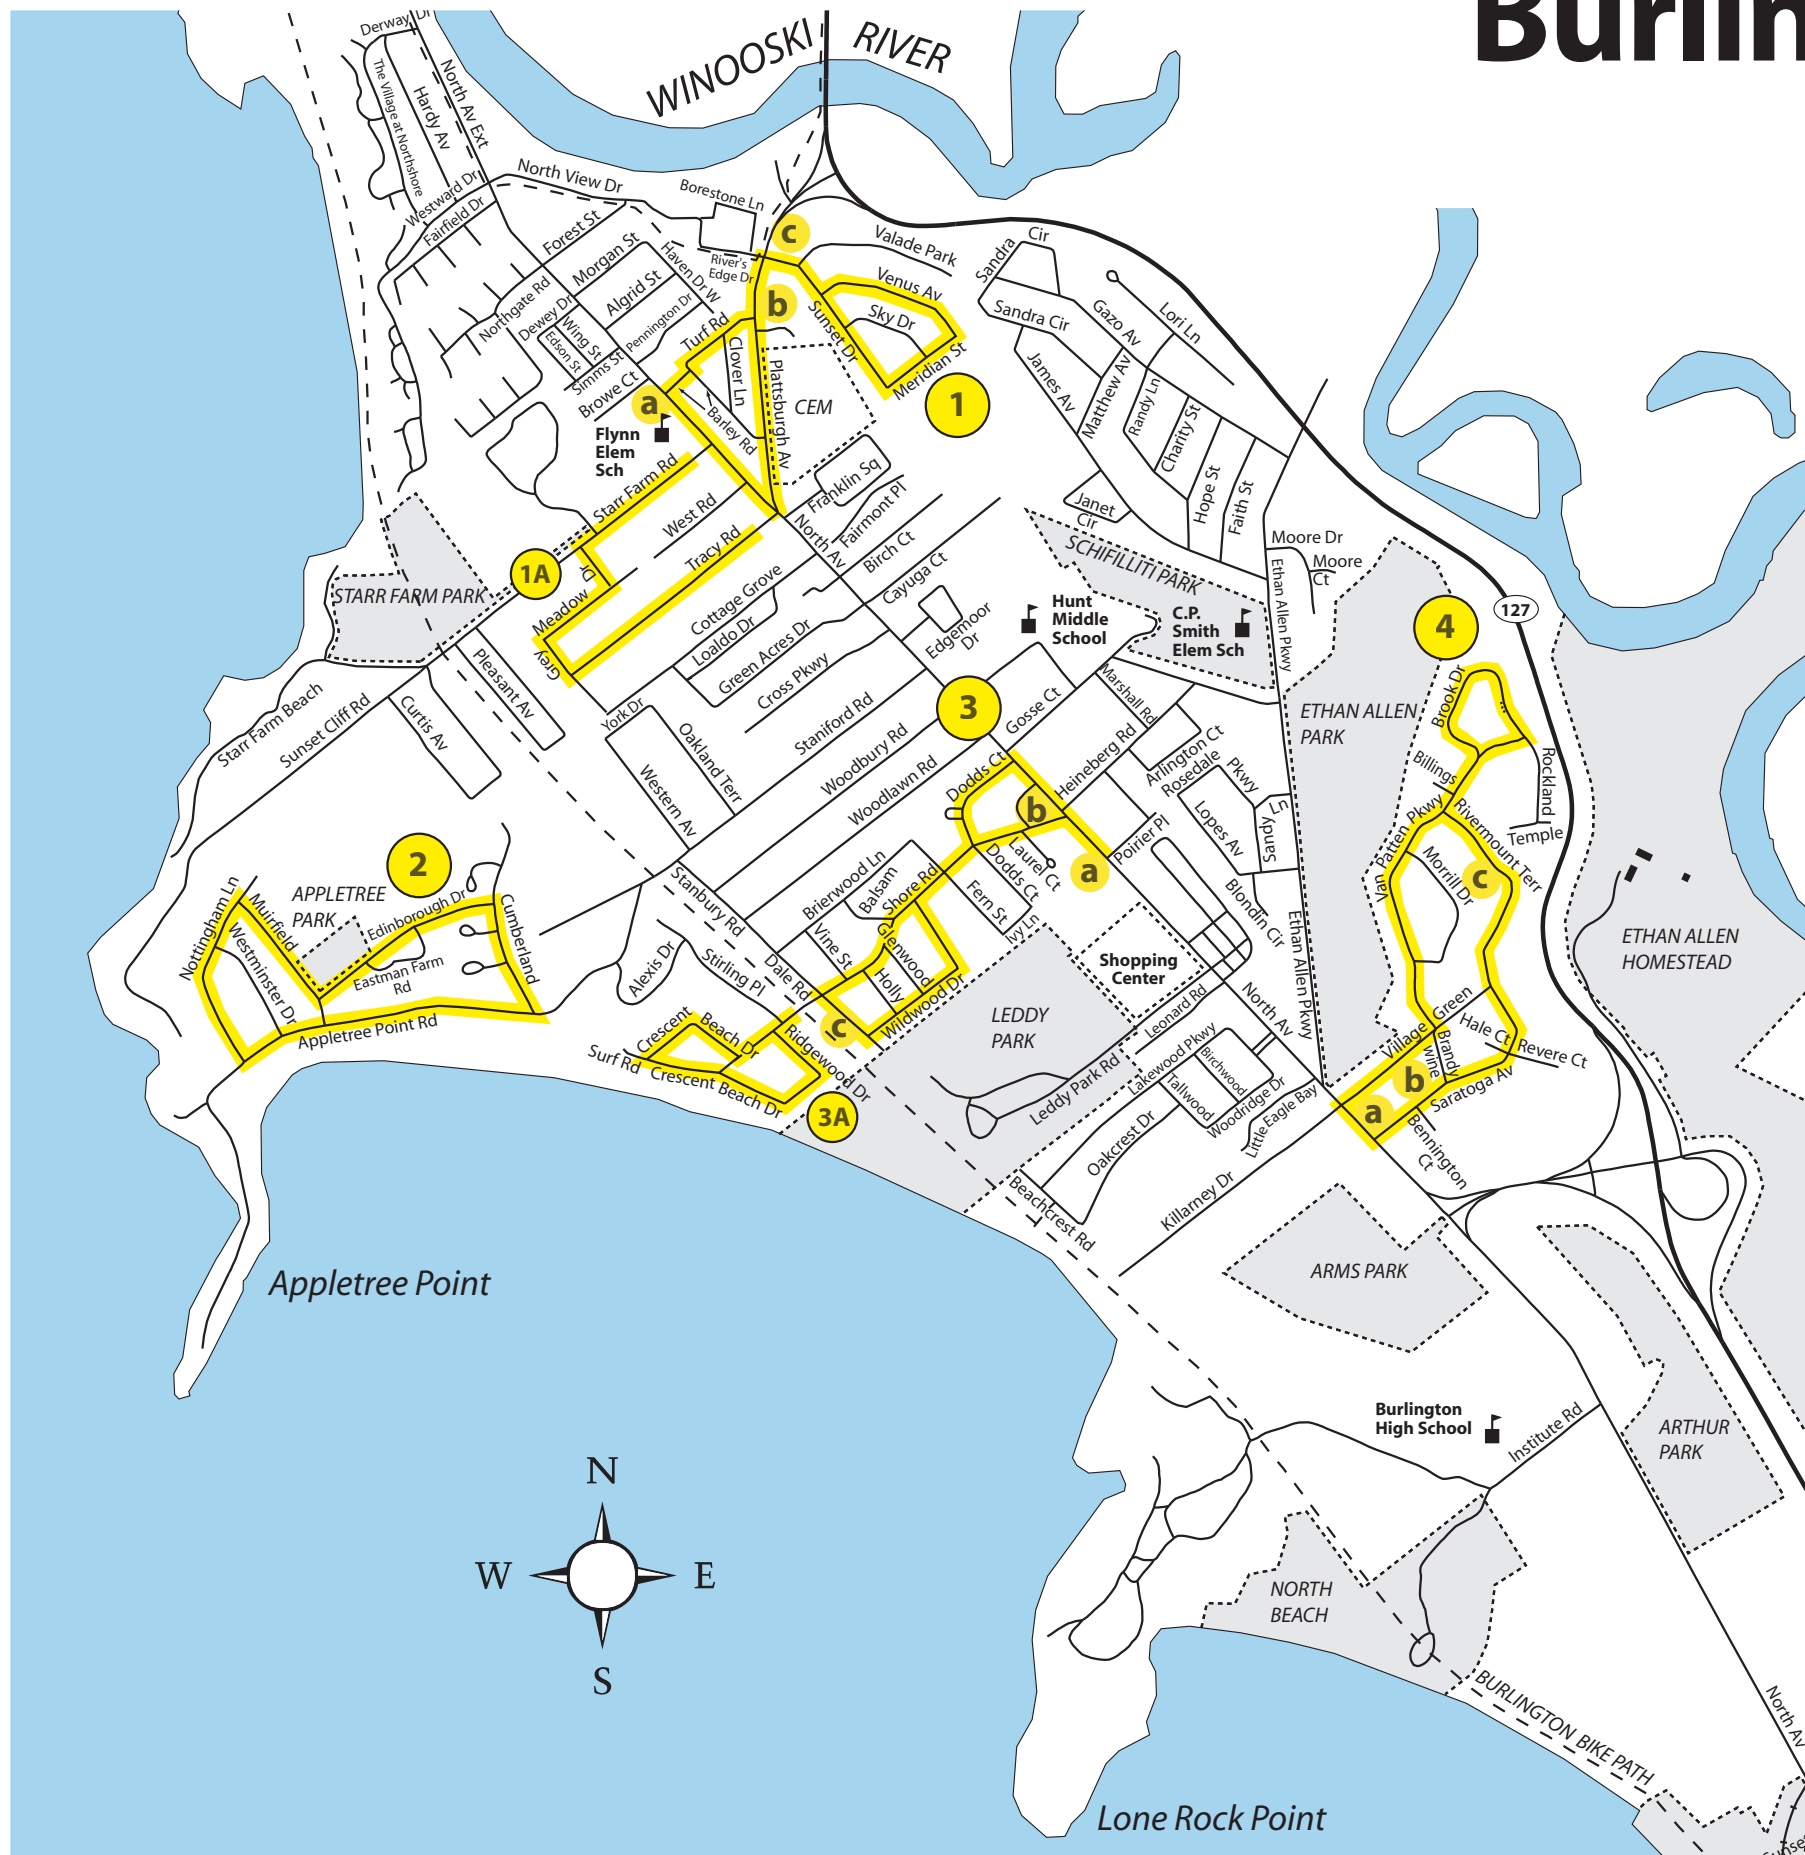 Burlin
WINOOSKI RIVER
Derway Dr
The Village at Northshore
Hardy Av
North Av Ext
North View Dr
Borestone Ln
Westward Dr
Fairfield Dr
Forest St
Morgan St
Haven Dr W
River's
Edge Dr
Valade Park
Venus Av
Sky Dr
Sunset Dr
Meridian St
Sandra
Cir
Sandra Cir
Gazo Av
Lori Ln
Northgate Rd
Dewey Dr
Algrid St
Wing St
Edson St
Pennington Dr
Simms St
Browe Ct
Turf Rd
Clover Ln
Plattsburgh Av
Barley Rd
CEM
a
b
c
1
James Av
Matthew Av
Randy Ln
Charity St
Hope St
Faith St
Flynn
Elem
Sch
Starr Farm Rd
West Rd
Tracy Rd
Franklin Sq
Fairmont Pl
North Av
Birch Ct
Cayuga Ct
Janet
Cir
SCHIFILLITI PARK
Moore Dr
Moore
Ct
Ethan Allen Pkwy
127
1A
STARR FARM PARK
Meadow
Dr
Grey
Cottage Grove
Loaldo Dr
Green Acres Dr
Cross Pkwy
Edgemoor
Dr
Hunt
Middle
School
C.P.
Smith
Elem Sch
4
Pleasant Av
Curtis Av
Starr Farm Beach
Sunset Cliff Rd
York Dr
Oakland Terr
Western Av
Staniford Rd
Woodbury Rd
Woodlawn Rd
3
Gosse Ct
Marshall Rd
Heineberg Rd
Arlington Ct
Rosedale
Pkwy
Lopes Av
Sandy Ln
ETHAN ALLEN
PARK
Brook Dr
Billings
Rockland
Temple
Rivermount Terr
Van Patten Pkwy
Morrill Dr
c
Dodds Ct
b
a
Poirier Pl
Laurel Ct
Dodds Ct
Fern St
Ivy Ln
Blondin Cir
Ethan Allen Pkwy
2
APPLETREE
PARK
Nottingham Ln
Muirfield
Westminster Dr
Edinborough Dr
Eastman Farm
Rd
Cumberland
Appletree Point Rd
Stanbury Rd
Brierwood Ln
Balsam
Shore Rd
Vine St
Glenwood
Holly
Wildwood Dr
Dale Rd
Alexis Dr
Stirling Pl
Shopping
Center
ETHAN ALLEN
HOMESTEAD
LEDDY
PARK
Leonard Rd
North Av
Village Green
Hale Ct
Revere Ct
Brandywine
Saratoga Av
Bennington
Ct
a
b
c
Crescent
Beach Dr
Surf Rd
Crescent Beach Dr
Ridgewood Dr
3A
Leddy Park Rd
Lakewood Pkwy
Birchwood
Tallwood
Woodridge Dr
Little Eagle Bay
Oakcrest Dr
Killarney Dr
Beachcrest Rd
ARMS PARK
Appletree Point
Burlington
High School
Institute Rd
ARTHUR
PARK
N
W
E
S
NORTH
BEACH
BURLINGTON BIKE PATH
North Av
Lone Rock Point
Sunse